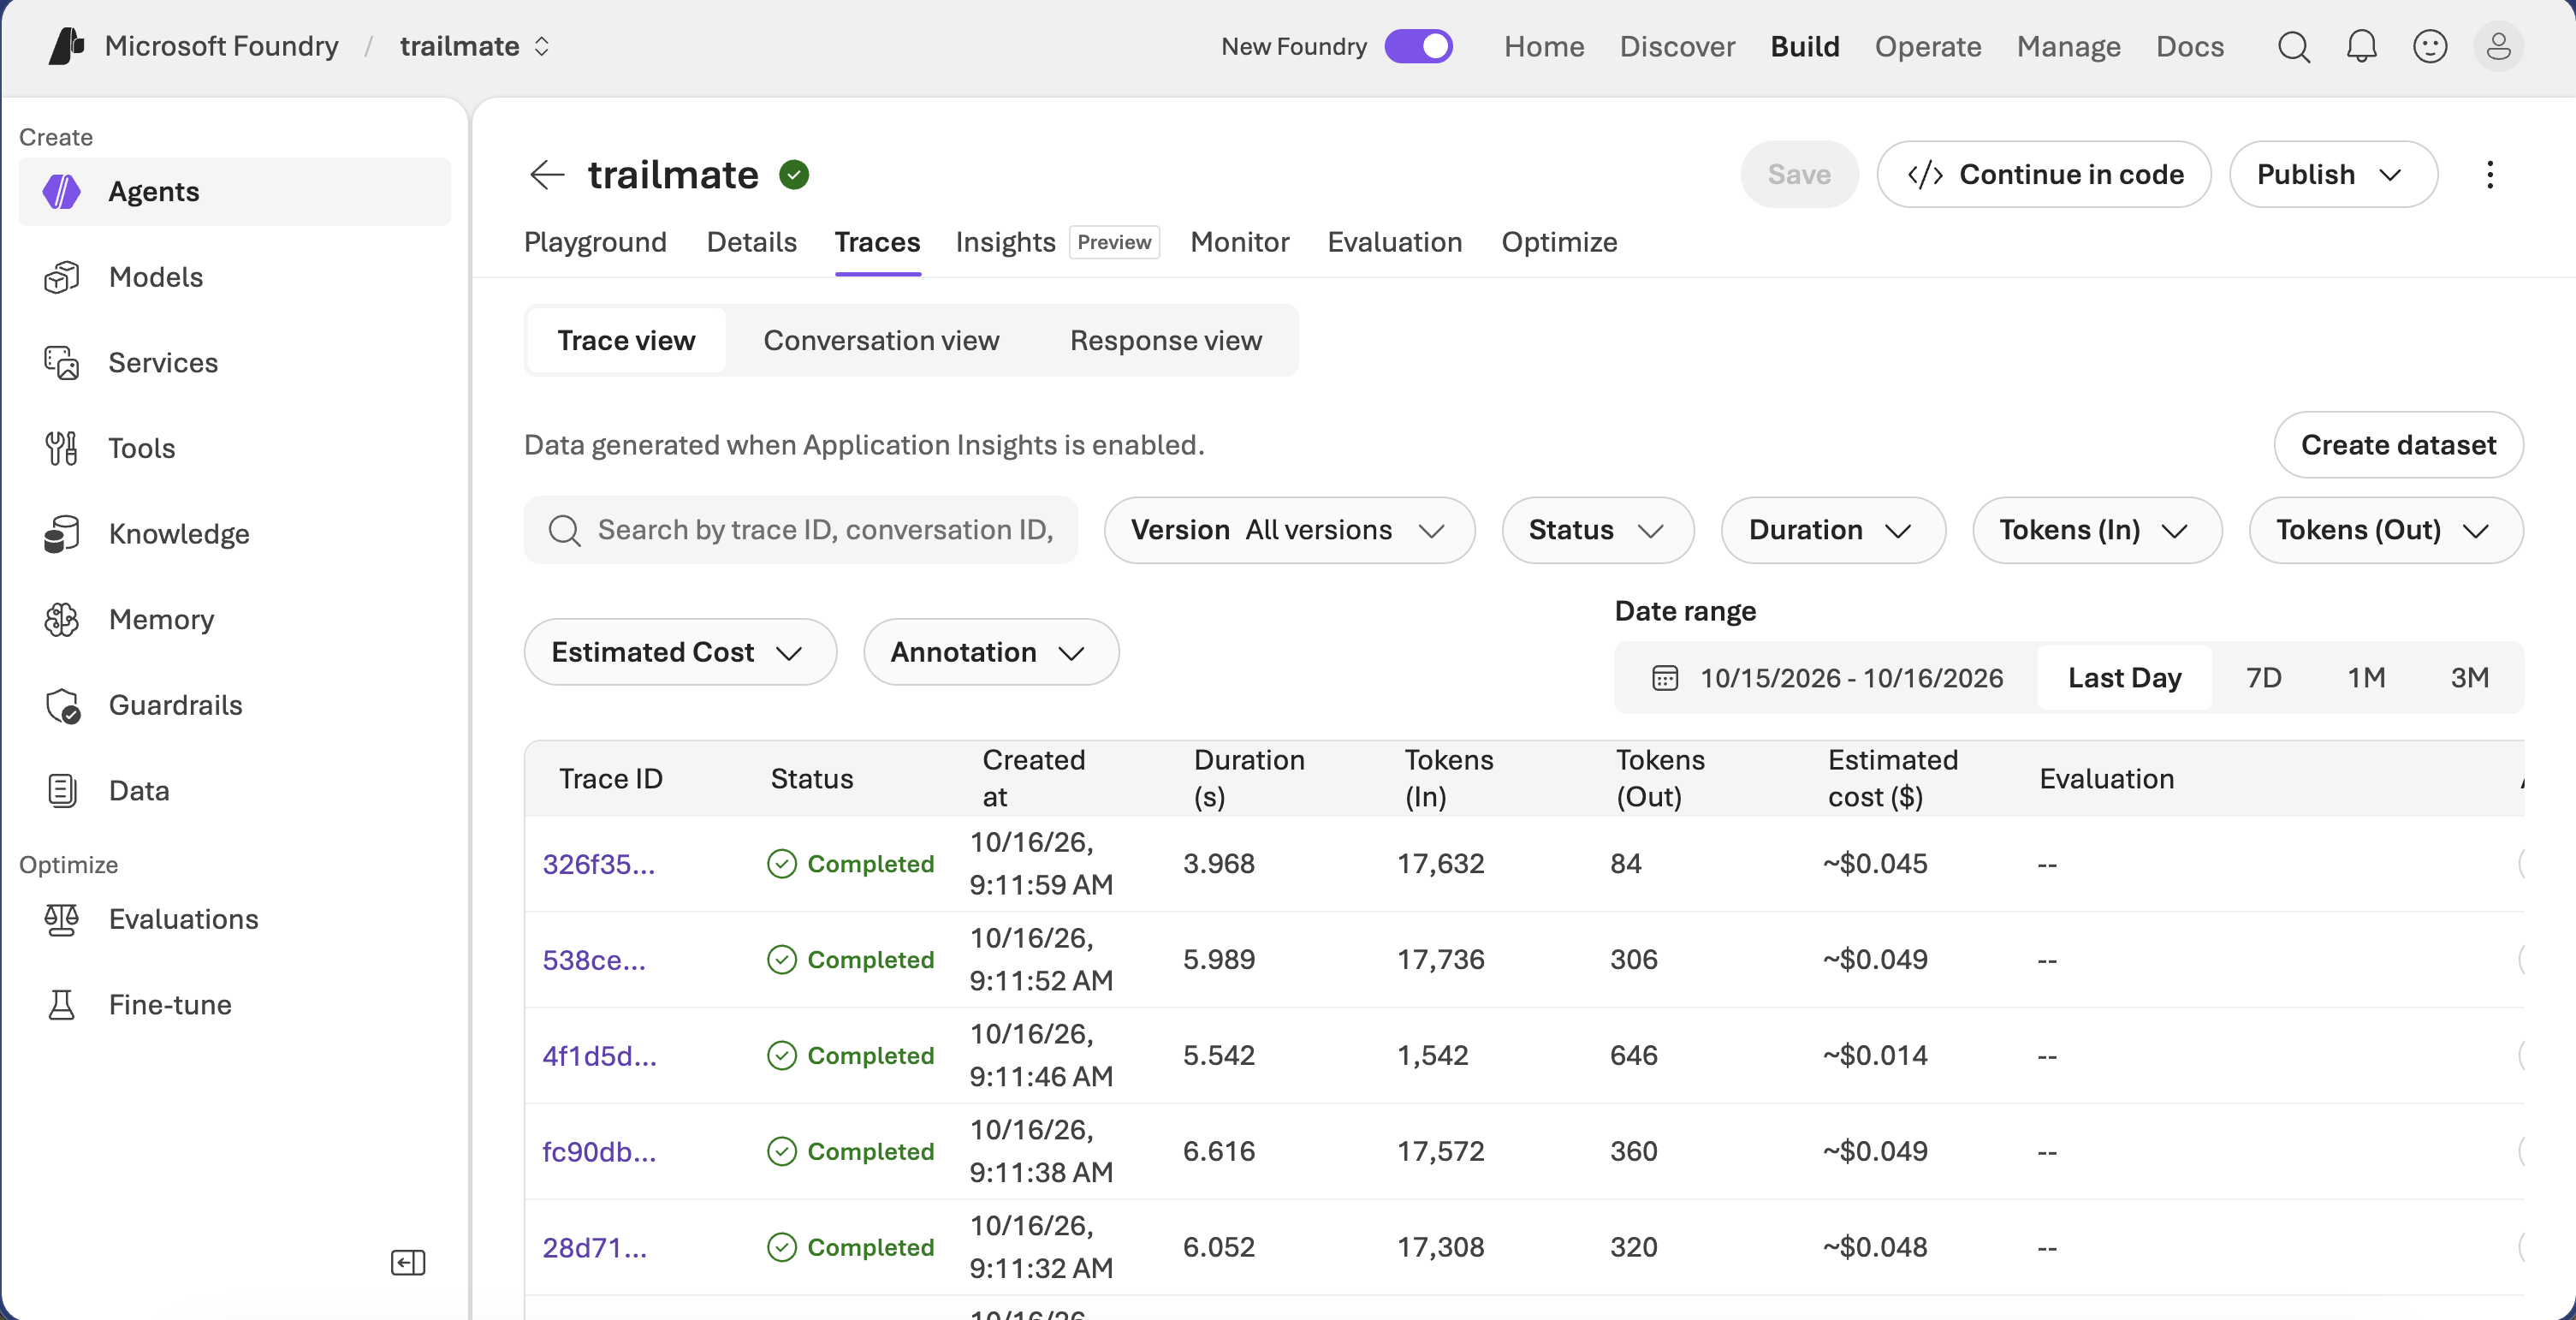 Microsoft Foundry / trailmate
New Foundry
Home Discover Build Operate Manage Docs
Create
Agents
Models
Services
Tools
Knowledge
Memory
Guardrails
Data
Optimize
Evaluations
Fine-tune
trailmate
Save
Continue in code
Publish
Playground Details Traces Insights Preview Monitor Evaluation Optimize
Trace view Conversation view Response view
Data generated when Application Insights is enabled.
Create dataset
Search by trace ID, conversation ID,
Version All versions
Status
Duration
Tokens (In)
Tokens (Out)
Estimated Cost
Annotation
Date range
10/15/2026 - 10/16/2026 Last Day 7D 1M 3M
Trace ID Status Created at Duration (s) Tokens (In) Tokens (Out) Estimated cost ($) Evaluation
326f35... Completed 10/16/26, 9:11:59 AM 3.968 17,632 84 ~$0.045 --
538ce... Completed 10/16/26, 9:11:52 AM 5.989 17,736 306 ~$0.049 --
4f1d5d... Completed 10/16/26, 9:11:46 AM 5.542 1,542 646 ~$0.014 --
fc90db... Completed 10/16/26, 9:11:38 AM 6.616 17,572 360 ~$0.049 --
28d71... Completed 10/16/26, 9:11:32 AM 6.052 17,308 320 ~$0.048 --